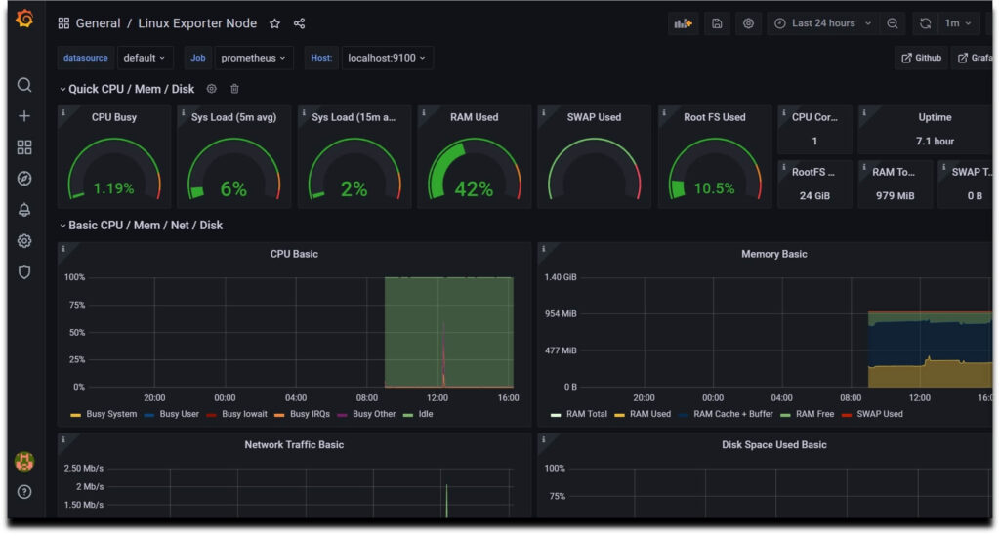 General / Linux Exporter Node
Last 24 hours
1m
datasource default Job prometheus Host: localhost:9100
Github Grafa
Quick CPU / Mem / Disk
CPU Busy
1.19%
Sys Load (5m avg)
6%
Sys Load (15m a...
2%
RAM Used
42%
SWAP Used
Root FS Used
10.5%
CPU Cor...
1
Uptime
7.1 hour
RootFS ...
24 GiB
RAM To...
979 MiB
SWAP T...
0 B
Basic CPU / Mem / Net / Disk
CPU Basic
100%
75%
50%
25%
0%
20:00 00:00 04:00 08:00 12:00 16:00
Busy System Busy User Busy Iowait Busy IRQs Busy Other Idle
Memory Basic
1.40 GiB
954 MiB
477 MiB
0 B
20:00 00:00 04:00 08:00 12:00 16:00
RAM Total RAM Used RAM Cache + Buffer RAM Free SWAP Used
Network Traffic Basic
2.50 Mb/s
2 Mb/s
1.50 Mb/s
Disk Space Used Basic
100%
75%